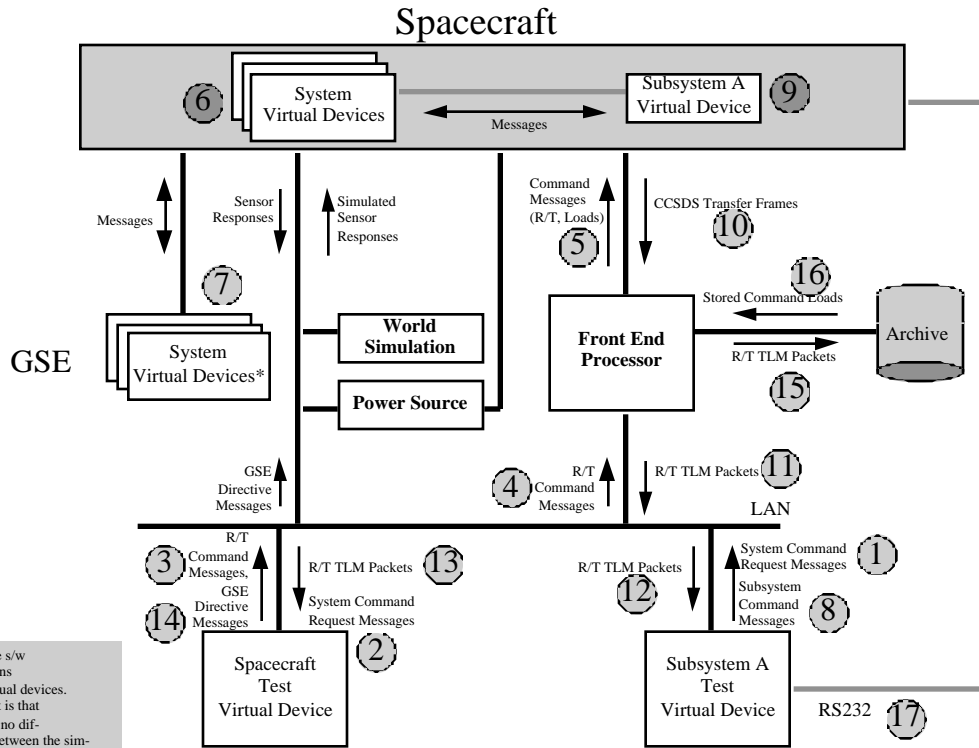 Spacecraft
6
System
Virtual Devices
Messages
Subsystem A
Virtual Device
9
Messages
Sensor
Responses
Simulated
Sensor
Responses
Command
Messages
(R/T, Loads)
5
CCSDS Transfer Frames
10
7
16
Stored Command Loads
GSE
System
Virtual Devices*
World
Simulation
Power Source
Front End
Processor
Archive
R/T TLM Packets
15
GSE
Directive
Messages
4
R/T
Command
Messages
R/T TLM Packets
11
LAN
3
R/T
Command
Messages,
GSE
Directive
Messages
14
R/T TLM Packets
13
System Command
Request Messages
2
R/T TLM Packets
12
System Command
Request Messages
1
Subsystem
Command
Messages
8
Spacecraft
Test
Virtual Device
Subsystem A
Test
Virtual Device
RS232
17
s/w
ual devices.
is that
no dif-
between the sim-